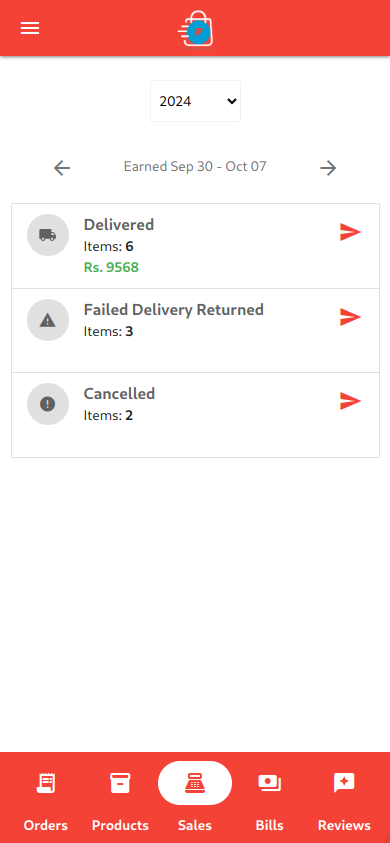 2024
Earned Sep 30 - Oct 07
Delivered
Items: 6
Rs. 9568
Failed Delivery Returned
Items: 3
Cancelled
Items: 2
Orders Products Sales Bills Reviews